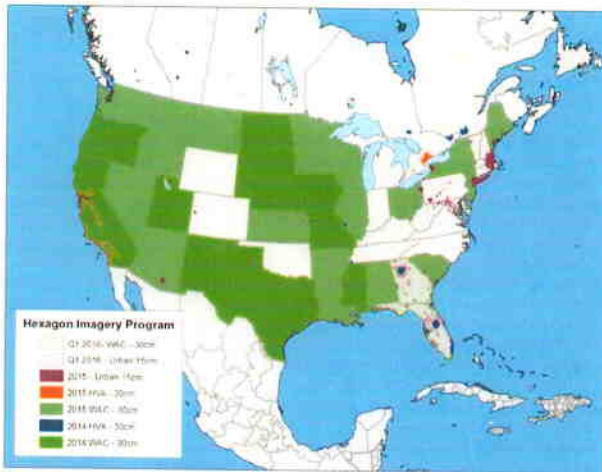 Hexagon Imagery Program
Q1 2016 - WAC - 30cm
Q1 2016 - Urban 15cm
2015 - Urban 15cm
2015 HVA - 30cm
2015 WAC - 30cm
2014 HVA - 30cm
2014 WAC - 30cm